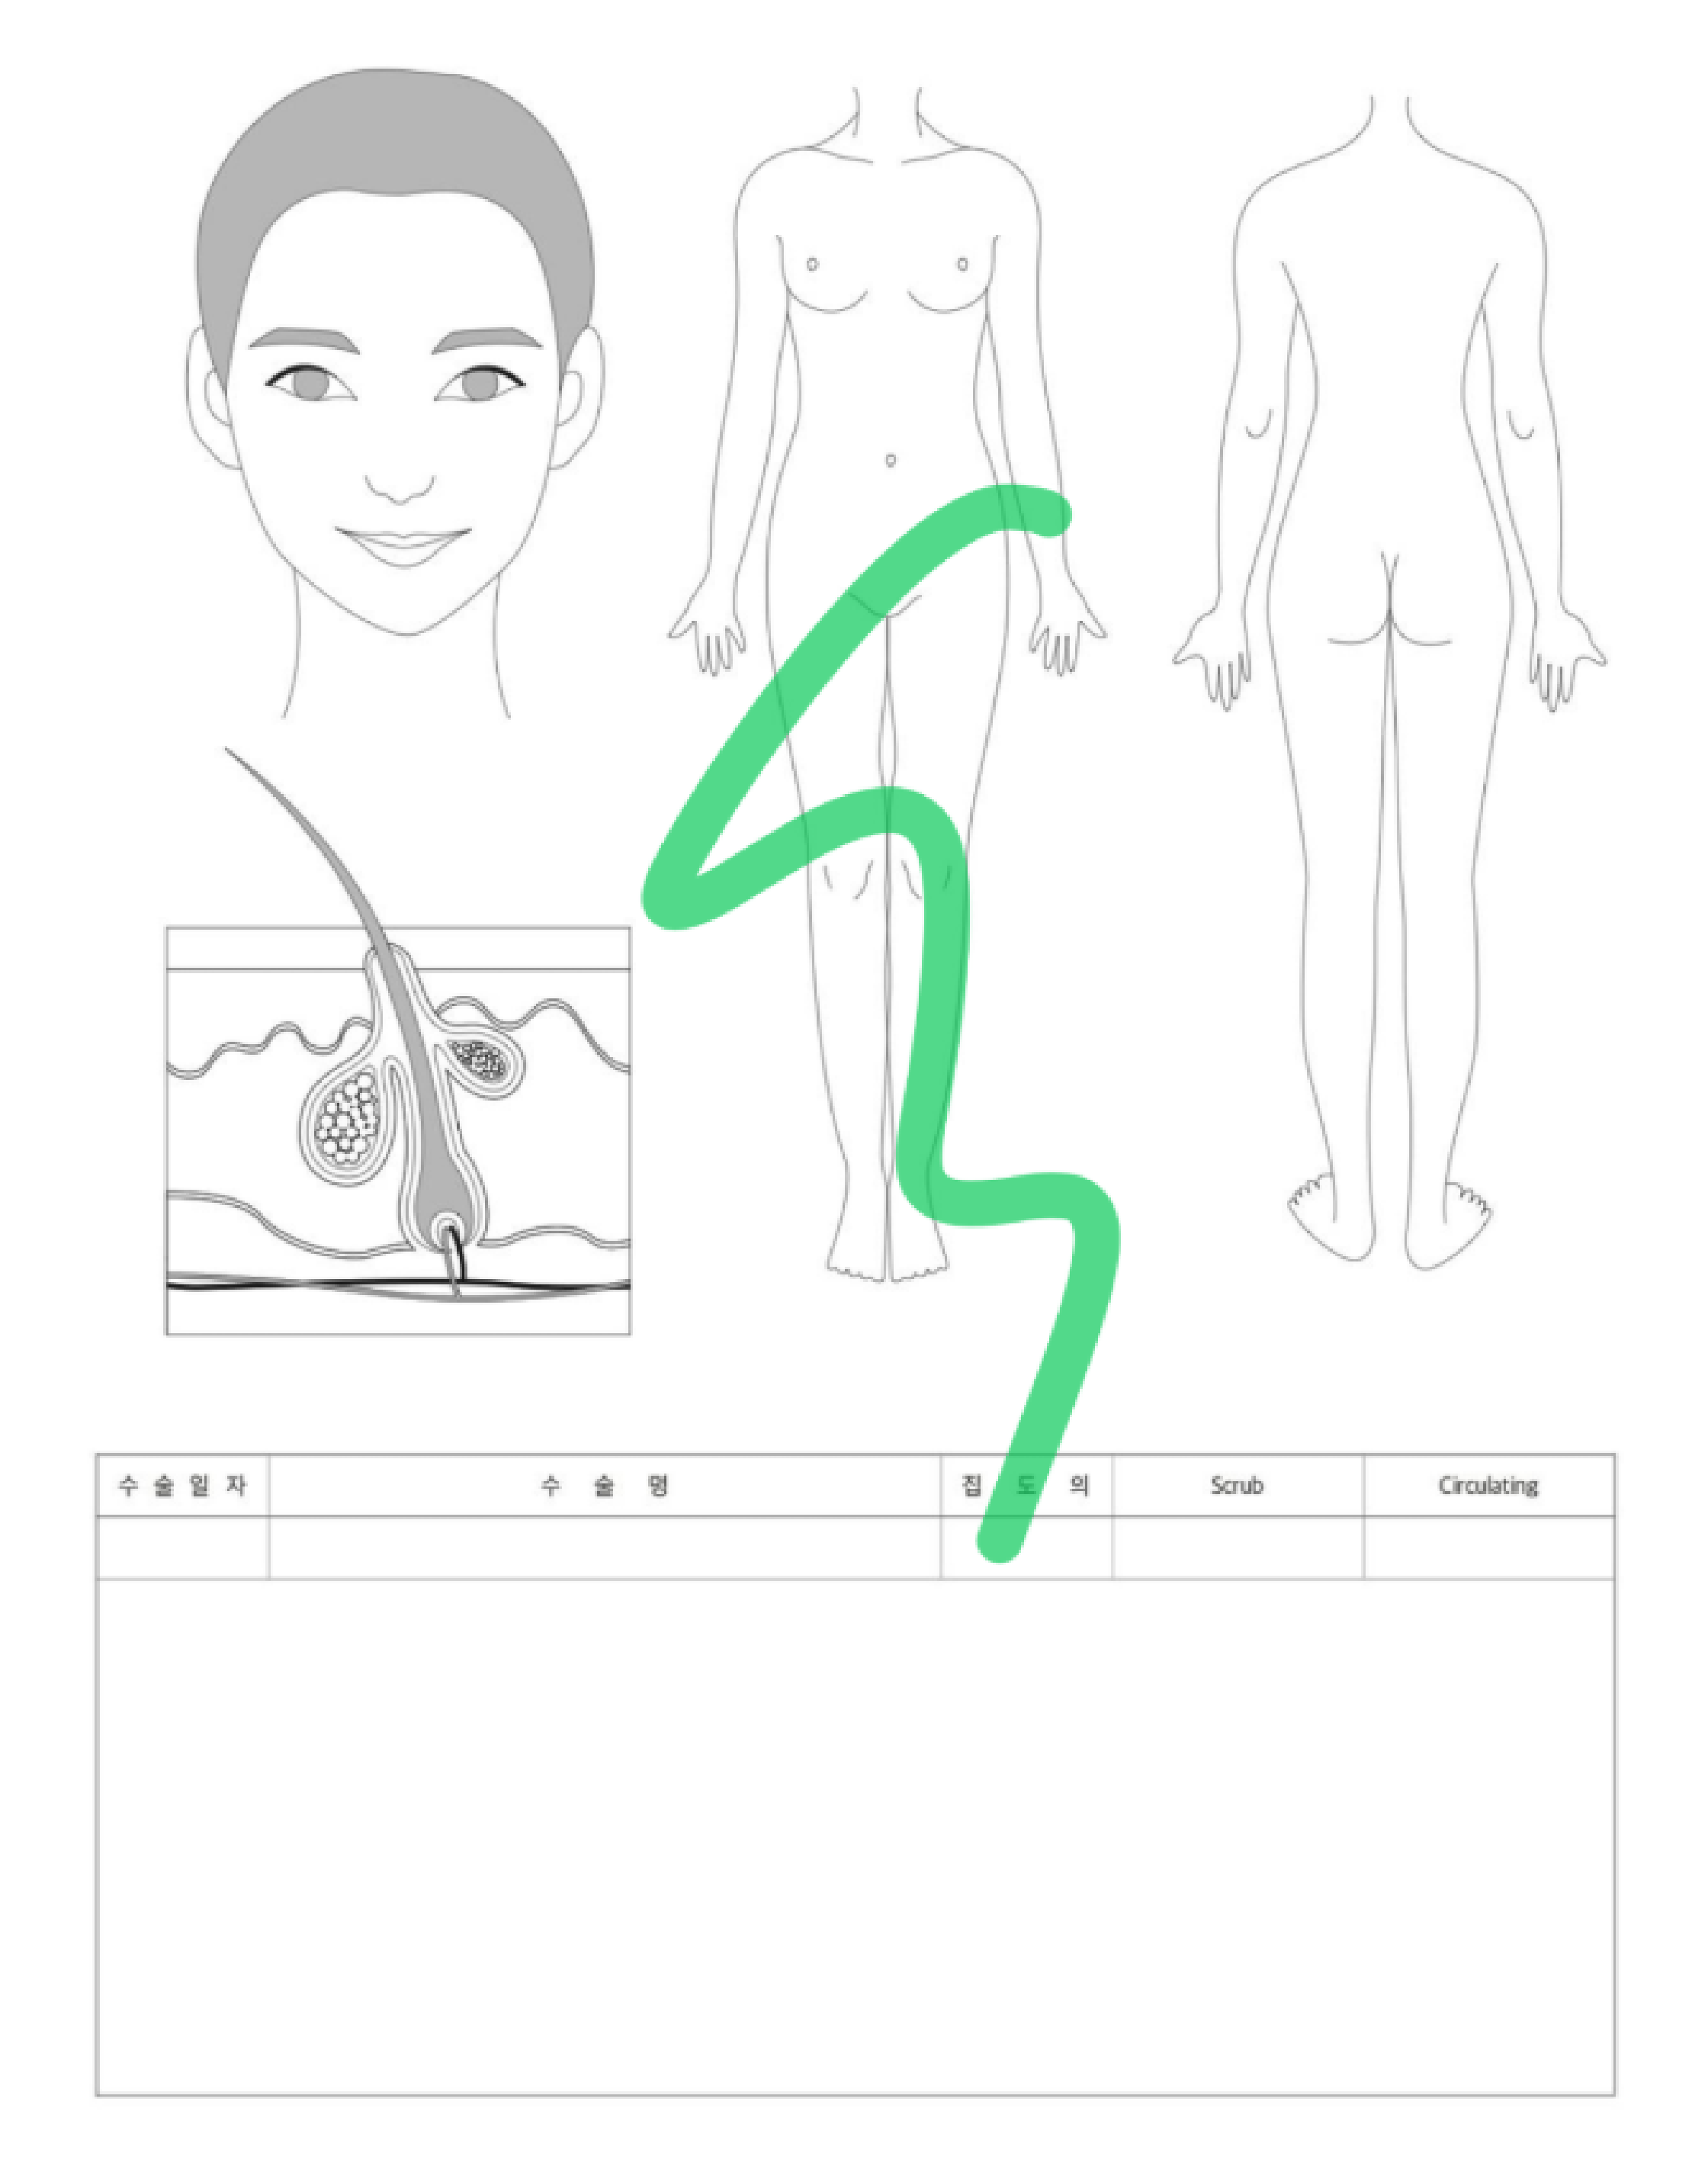 수 술 일 자 수 술 명 집 도 의 Scrub Circulating